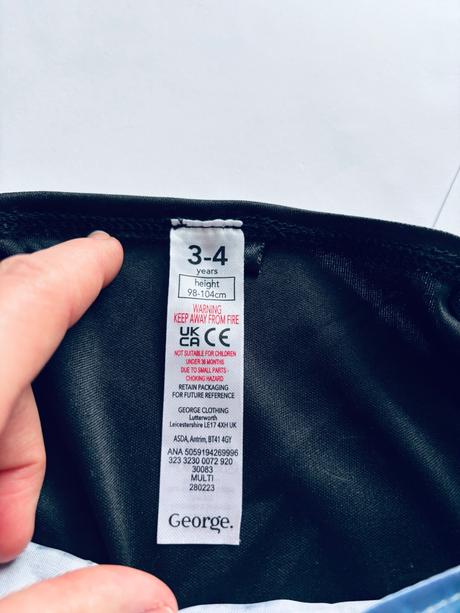 3-4
years
height
98-104cm
WARNING
KEEP AWAY FROM FIRE
UK
CA CE
NOT SUITABLE FOR CHILDREN
UNDER 36 MONTHS
DUE TO SMALL PARTS -
CHOKING HAZARD
RETAIN PACKAGING
FOR FUTURE REFERENCE
GEORGE CLOTHING
Lutterworth
Leicestershire LE17 4XH UK
ASDA, Antrim, BT41 4GY
ANA 5059194269996
323 3230 0072 920
30083
MULTI
280223
George.